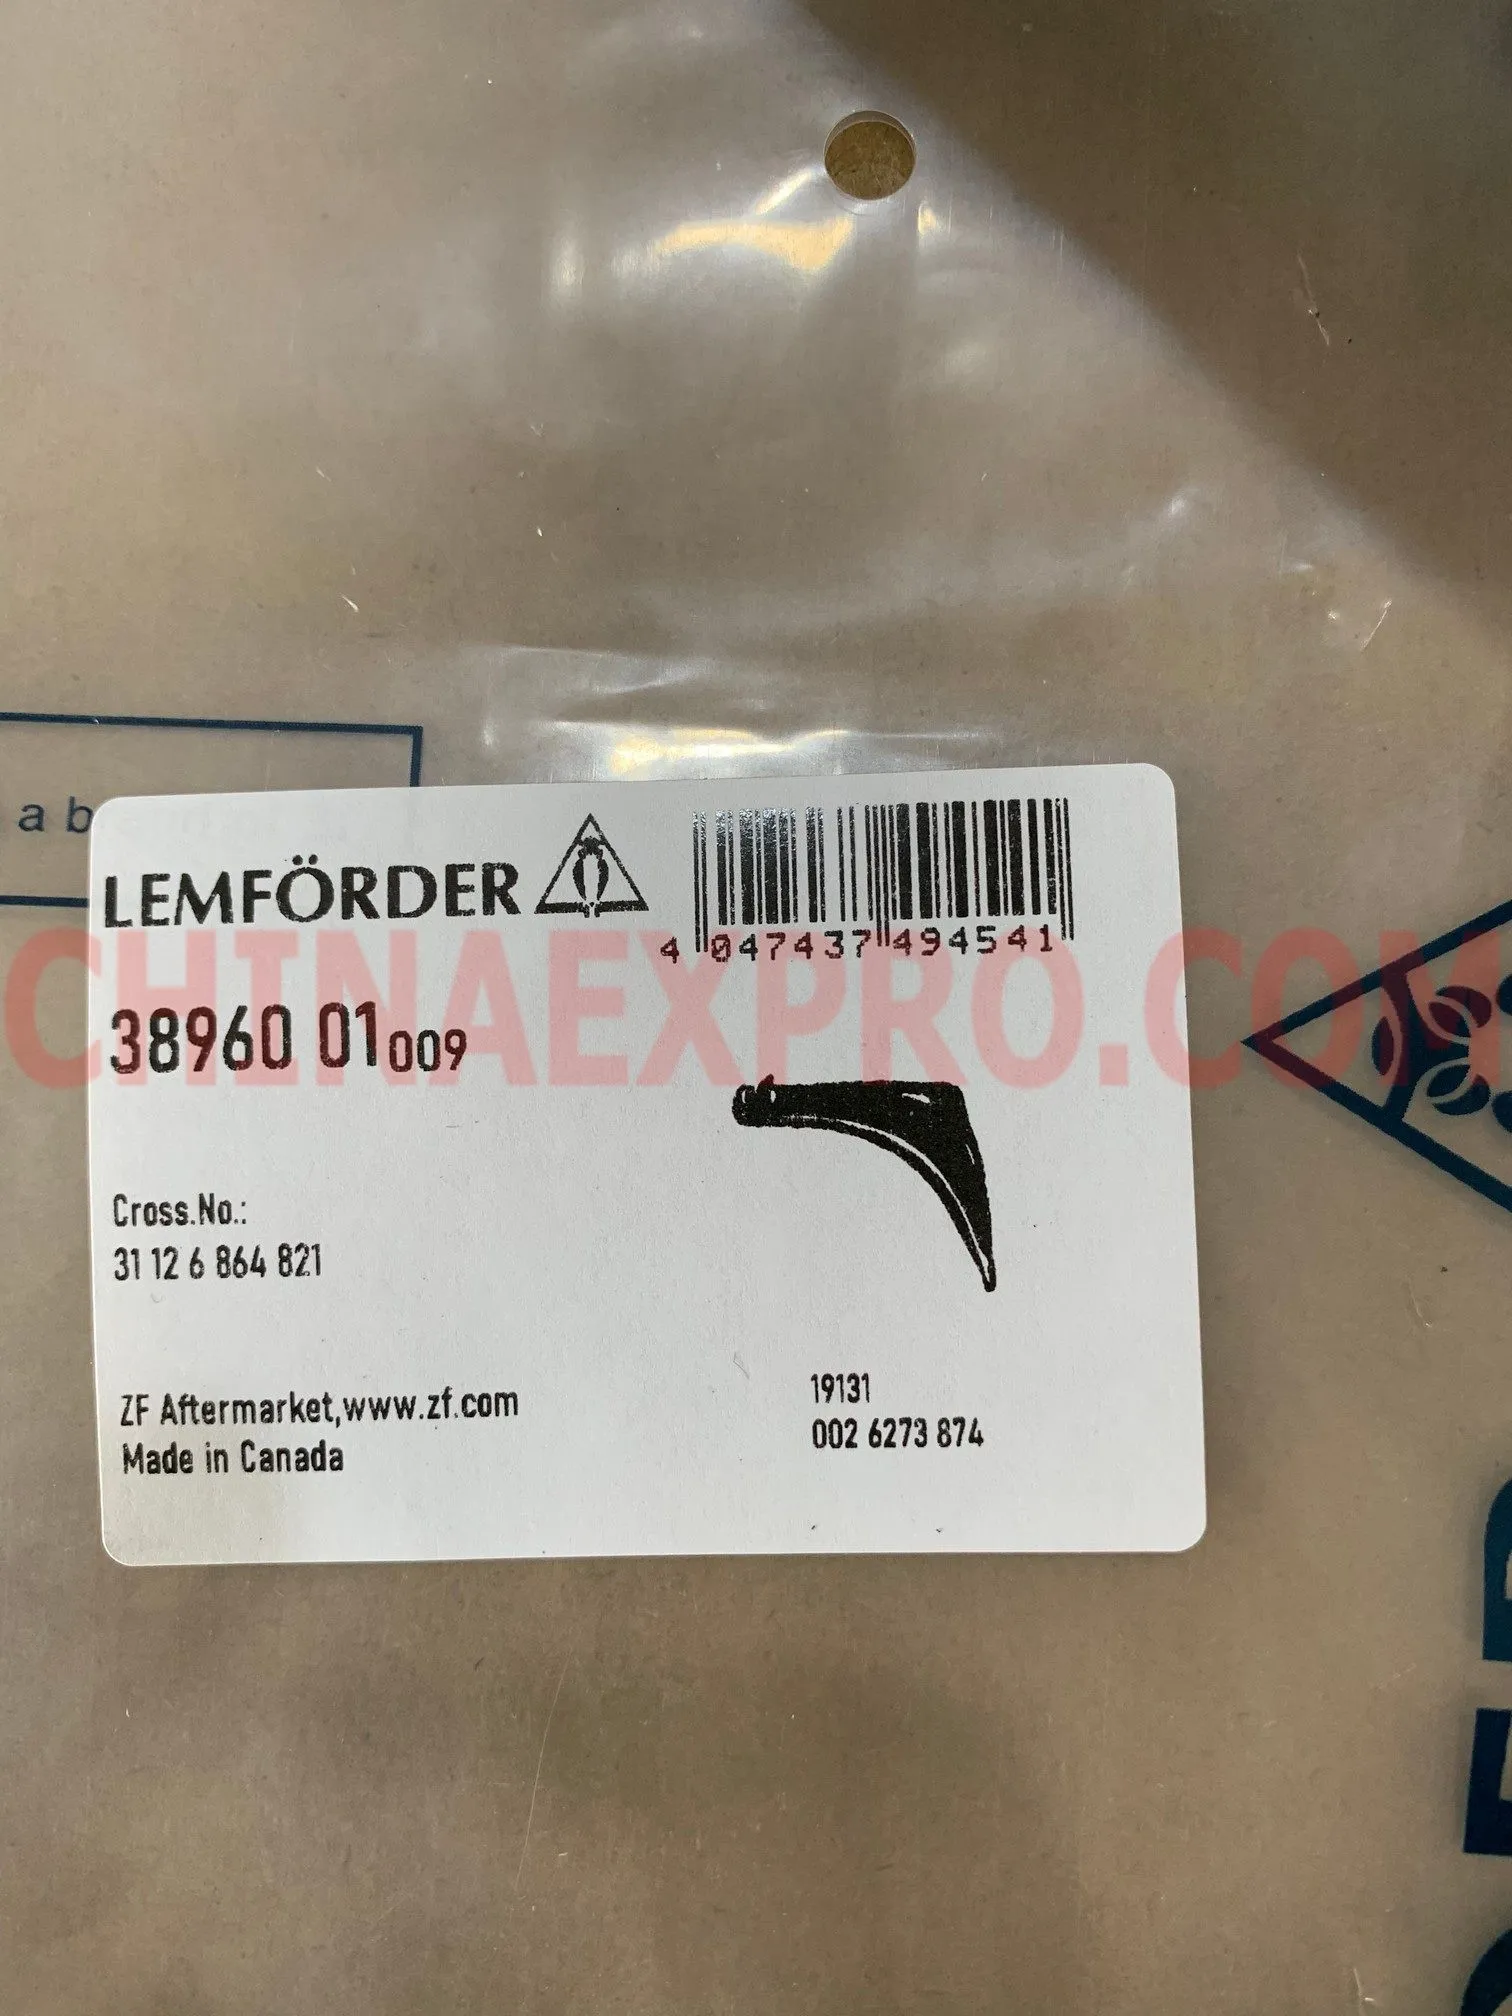 a b
LEMFÖRDER
4 047437 494541
CHINAEXPRO.COM
38960 01 009
Cross.No.:
31 12 6 864 821
19131
ZF Aftermarket,www.zf.com
002 6273 874
Made in Canada